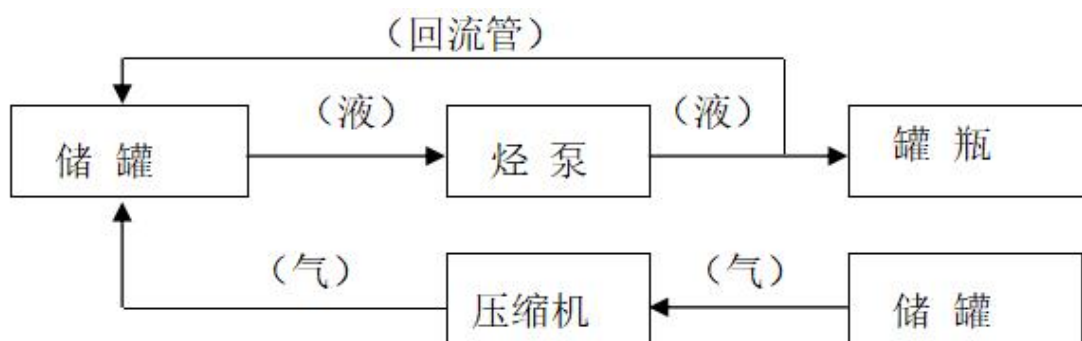 （回流管）
（液）
（液）
储 罐
烃 泵
罐 瓶
（气）
（气）
压缩机
储 罐